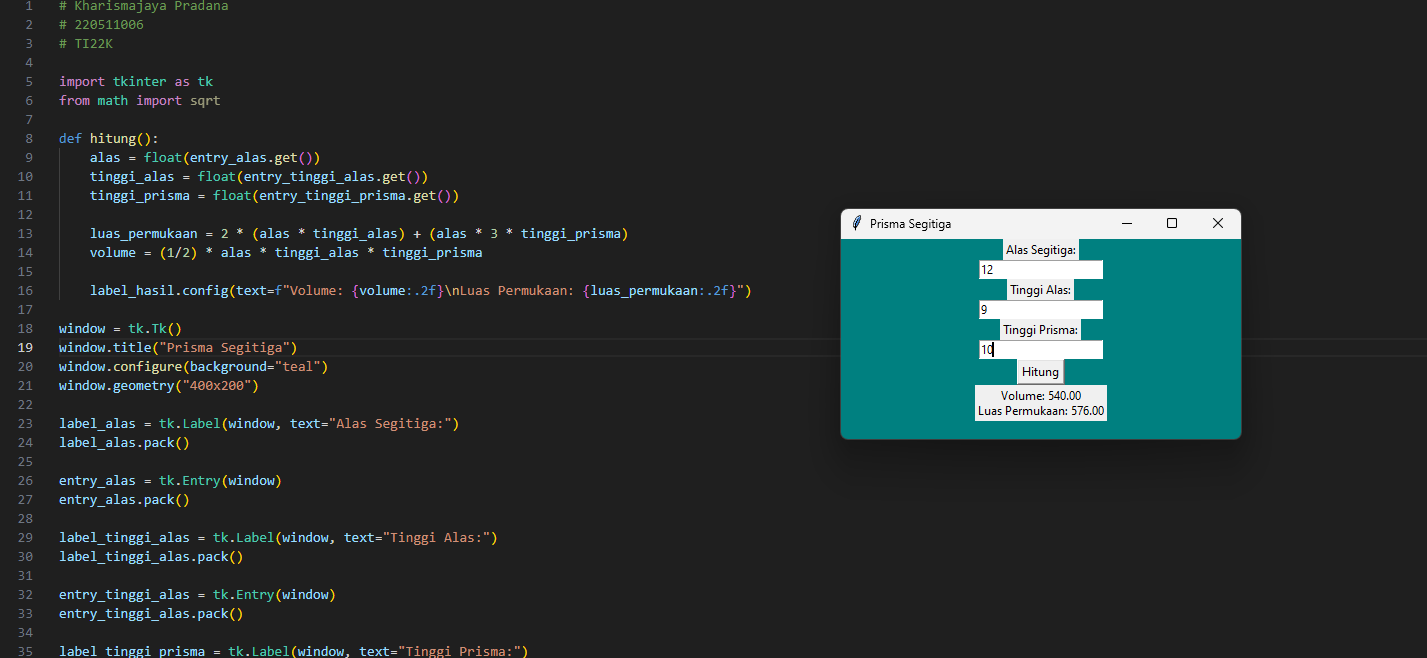 1 # Kharismajaya Pradana
2 # 220511006
3 # TI22K
4
5 import tkinter as tk
6 from math import sqrt
7
8 def hitung():
9     alas = float(entry_alas.get())
10     tinggi_alas = float(entry_tinggi_alas.get())
11     tinggi_prisma = float(entry_tinggi_prisma.get())
12
13     luas_permukaan = 2 * (alas * tinggi_alas) + (alas * 3 * tinggi_prisma)
14     volume = (1/2) * alas * tinggi_alas * tinggi_prisma
15
16     label_hasil.config(text=f"Volume: {volume:.2f}\nLuas Permukaan: {luas_permukaan:.2f}")
17
18 window = tk.Tk()
19 window.title("Prisma Segitiga")
20 window.configure(background="teal")
21 window.geometry("400x200")
22
23 label_alas = tk.Label(window, text="Alas Segitiga:")
24 label_alas.pack()
25
26 entry_alas = tk.Entry(window)
27 entry_alas.pack()
28
29 label_tinggi_alas = tk.Label(window, text="Tinggi Alas:")
30 label_tinggi_alas.pack()
31
32 entry_tinggi_alas = tk.Entry(window)
33 entry_tinggi_alas.pack()
34
35 label_tinggi_prisma = tk.Label(window, text="Tinggi Prisma:")
Prisma Segitiga
Alas Segitiga:
12
Tinggi Alas:
9
Tinggi Prisma:
10
Hitung
Volume: 540.00
Luas Permukaan: 576.00